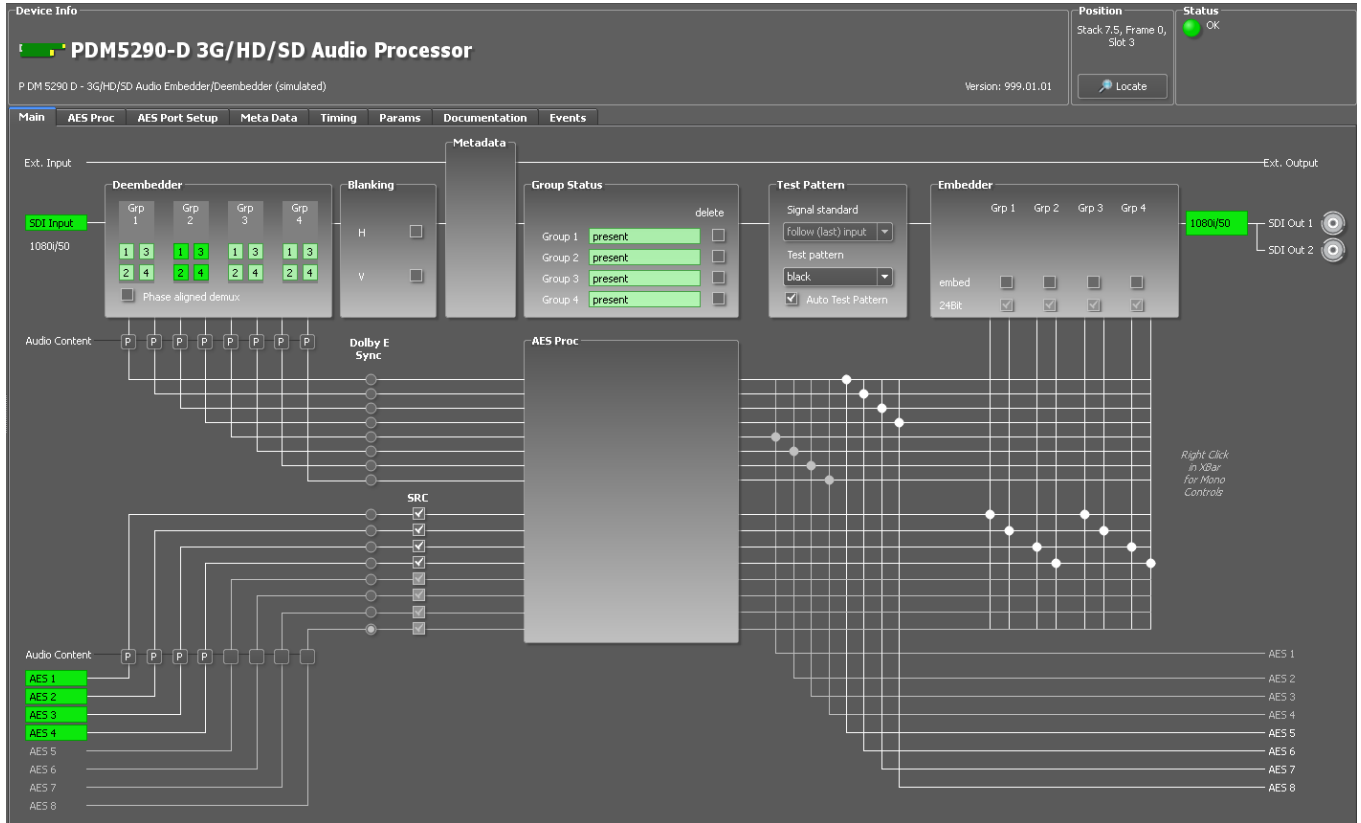 Device Info
Position
Status
PDM5290-D 3G/HD/SD Audio Processor
Stack 7.5, Frame 0,
Slot 3
OK
P DM 5290 D - 3G/HD/SD Audio Embedder/Deembedder (simulated)
Version: 999.01.01
Locate
Main AES Proc AES Port Setup Meta Data Timing Params Documentation Events
Metadata
Ext. Input
Ext. Output
Deembedder
Blanking
Group Status
Test Pattern
Embedder
Grp 1 Grp 2 Grp 3 Grp 4
delete
Signal standard
Grp 1 Grp 2 Grp 3 Grp 4
SDI Input
H
follow (last) input
1080i/50
SDI Out 1
1080i/50
Group 1 present
1 3 1 3 1 3 1 3
Test pattern
SDI Out 2
Group 2 present
2 4 2 4 2 4 2 4
V
black
Group 3 present
embed
Phase aligned demux
Group 4 present
Auto Test Pattern
24Bit
Audio Content P P P P P P P P
Dolby E
Sync
AES Proc
Right Click
in XBar
for Mono
Controls
SRC
Audio Content P P P P
AES 1
AES 2
AES 3
AES 4
AES 5
AES 6
AES 7
AES 8
AES 1
AES 2
AES 3
AES 4
AES 5
AES 6
AES 7
AES 8